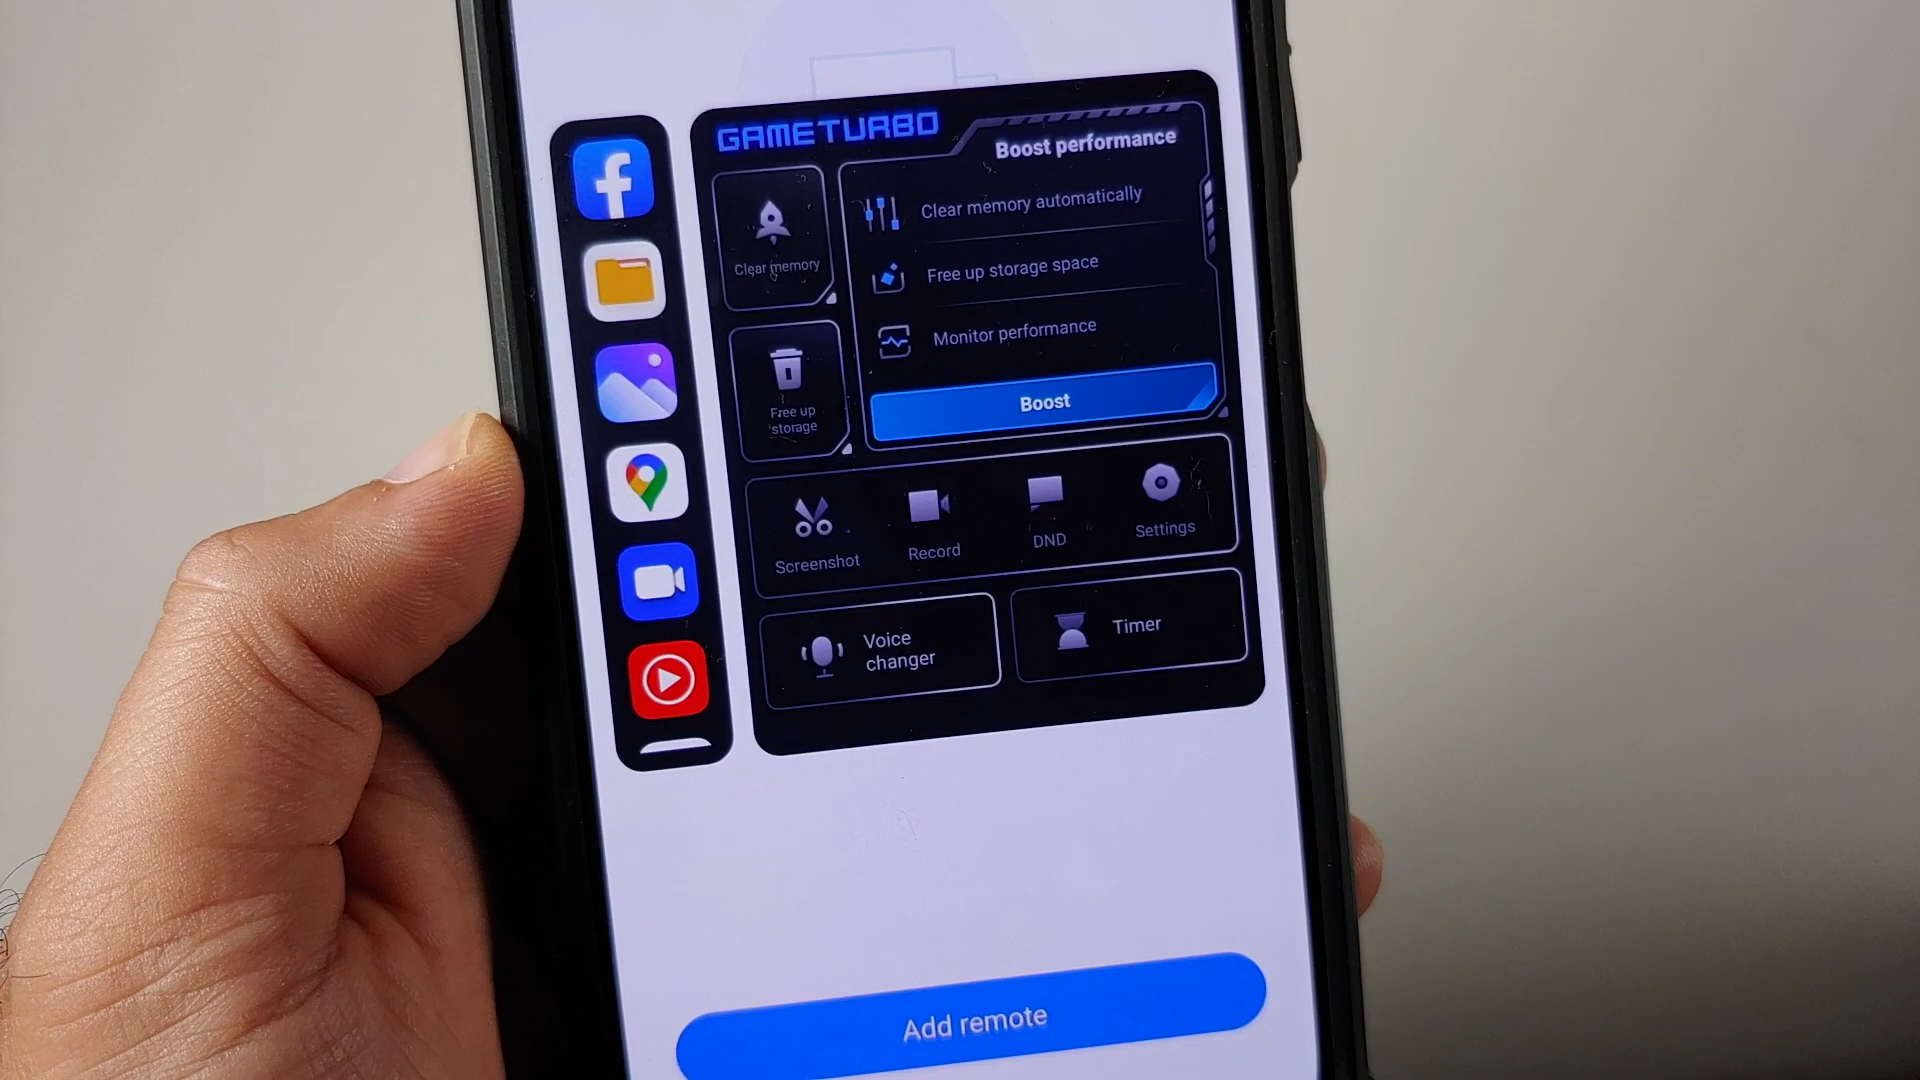 GAMETURBO
Boost performance
Clear memory
Clear memory automatically
Free up storage space
Monitor performance
Free up
storage
Boost
Screenshot
Record
DND
Settings
Voice
changer
Timer
Add remote